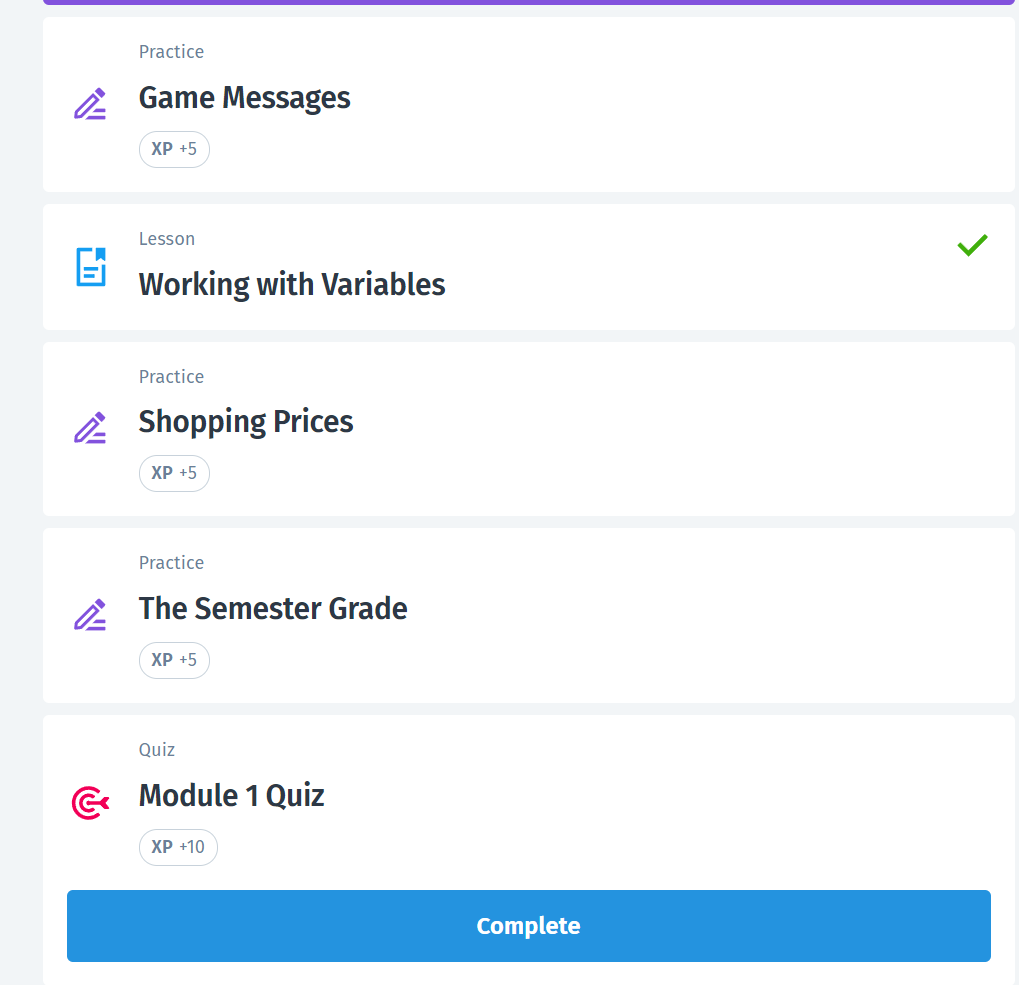 Practice
Game Messages
XP +5
Lesson
Working with Variables
Practice
Shopping Prices
XP +5
Practice
The Semester Grade
XP +5
Quiz
Module 1 Quiz
XP +10
Complete